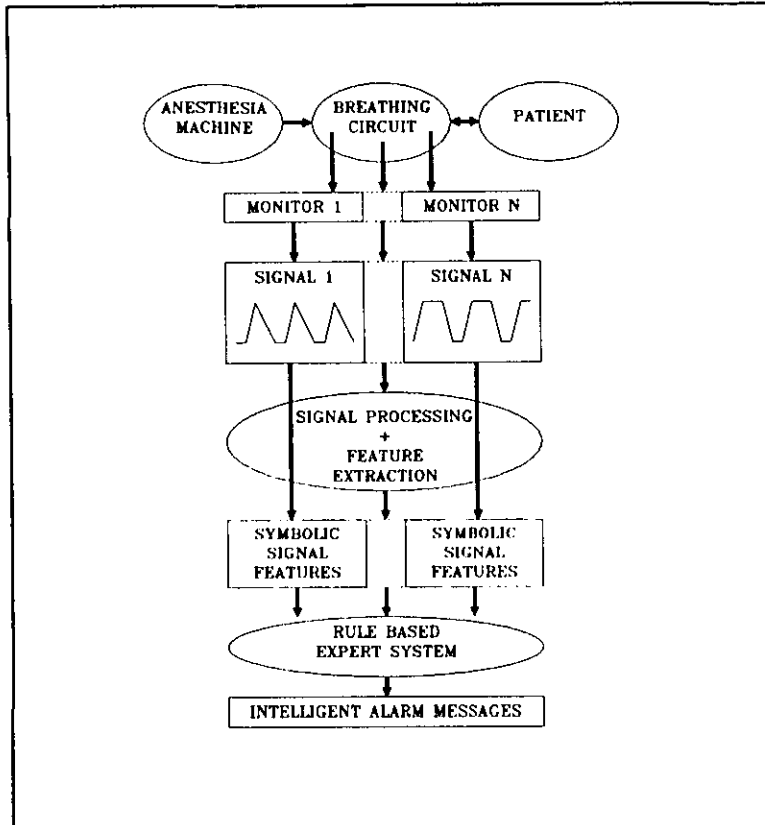 ANESTHESIA
MACHINE
BREATHING
CIRCUIT
PATIENT
MONITOR 1
MONITOR N
SIGNAL 1
SIGNAL N
SIGNAL PROCESSING
+
FEATURE
EXTRACTION
SYMBOLIC
SIGNAL
FEATURES
SYMBOLIC
SIGNAL
FEATURES
RULE BASED
EXPERT SYSTEM
INTELLIGENT ALARM MESSAGES